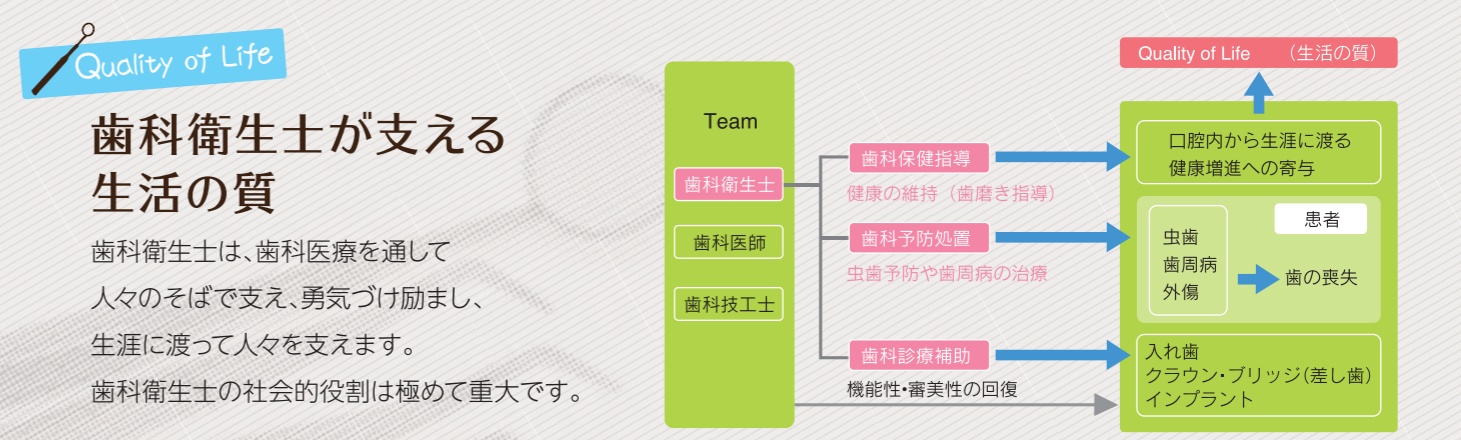 Quality of Life
歯科衛生士が支える
生活の質
歯科衛生士は、歯科医療を通して
人々のそばで支え、勇気づけ励まし、
生涯に渡って人々を支えます。
歯科衛生士の社会的役割は極めて重大です。
Team
歯科衛生士
歯科医師
歯科技工士
歯科保健指導
健康の維持（歯磨き指導）
歯科予防処置
虫歯予防や歯周病の治療
歯科診療補助
機能性・審美性の回復
Quality of Life （生活の質）
口腔内から生涯に渡る
健康増進への寄与
患者
虫歯
歯周病
外傷
歯の喪失
入れ歯
クラウン・ブリッジ（差し歯）
インプラント